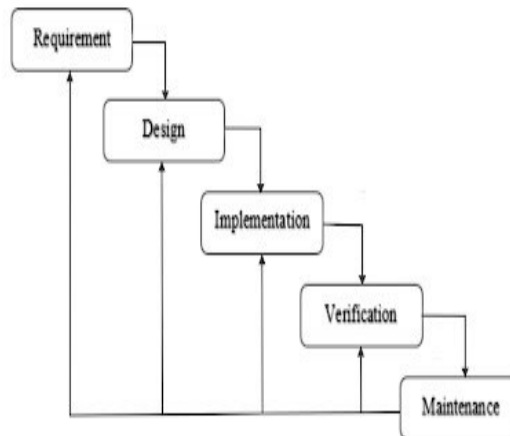 Requirement
Design
Implementation
Verification
Maintenance